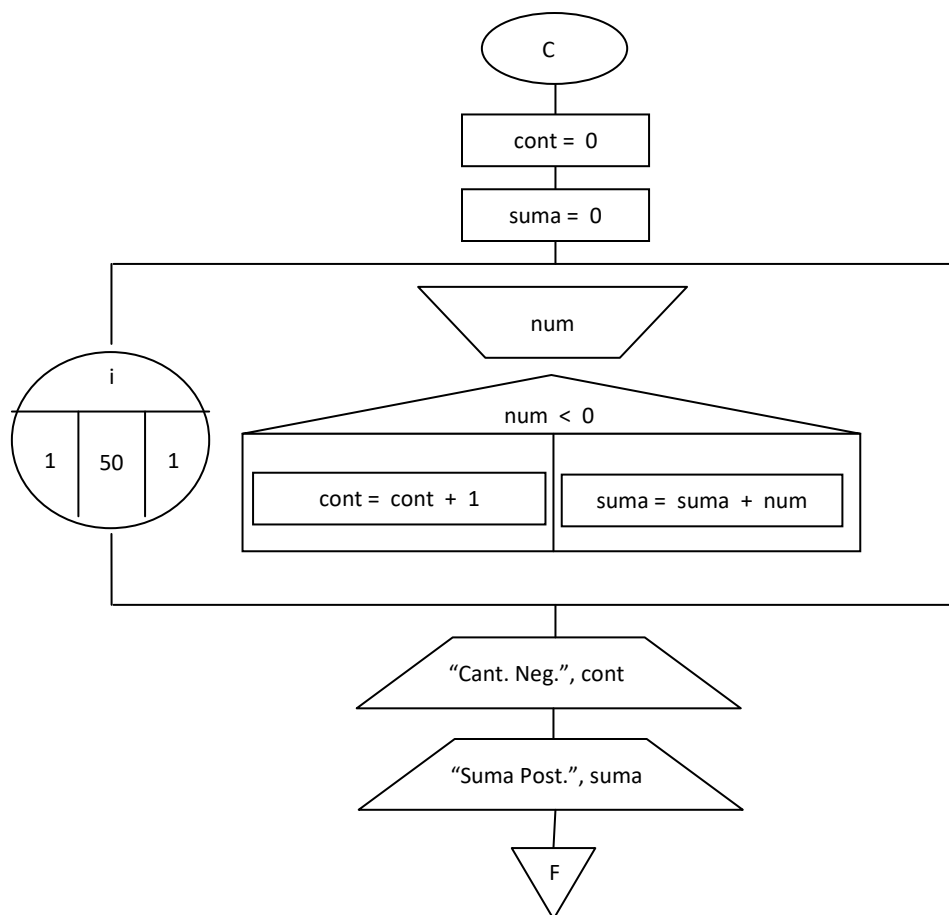 C
cont = 0
suma = 0
num
i
1 50 1
num < 0
cont = cont + 1
suma = suma + num
“Cant. Neg.”, cont
“Suma Post.”, suma
F